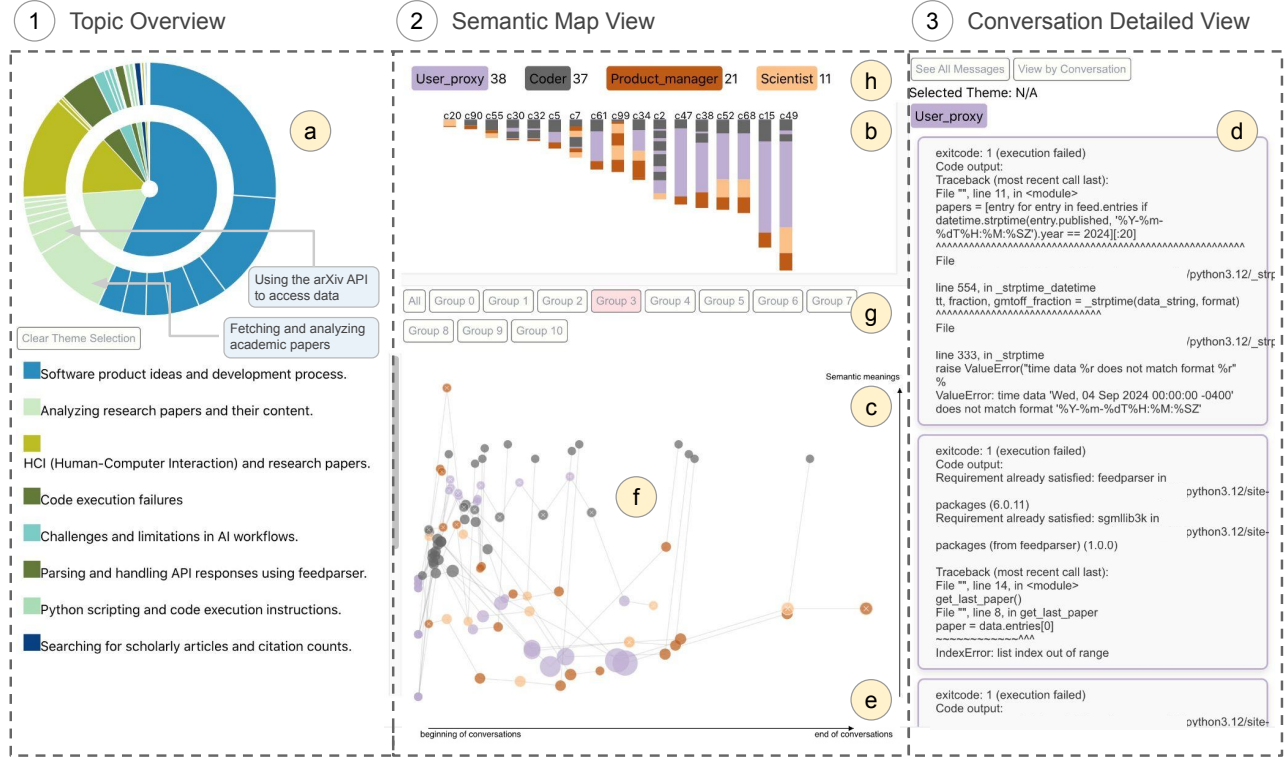 1 Topic Overview
2 Semantic Map View
3 Conversation Detailed View
a
Using the arXiv API
to access data
Fetching and analyzing
academic papers
Clear Theme Selection
Software product ideas and development process.
Analyzing research papers and their content.
HCI (Human-Computer Interaction) and research papers.
Code execution failures
Challenges and limitations in AI workflows.
Parsing and handling API responses using feedparser.
Python scripting and code execution instructions.
Searching for scholarly articles and citation counts.
User_proxy 38 Coder 37 Product_manager 21 Scientist 11
h
c20 c90 c55 c30 c32 c5 c7 c61 c99 c34 c2 c47 c38 c52 c68 c15 c49
b
All Group 0 Group 1 Group 2 Group 3 Group 4 Group 5 Group 6 Group 7
g
Group 8 Group 9 Group 10
Semantic meanings
c
f
e
beginning of conversations end of conversations
See All Messages View by Conversation
Selected Theme: N/A
User_proxy
d
exitcode: 1 (execution failed)
Code output:
Traceback (most recent call last):
File "", line 11, in <module>
papers = [entry for entry in feed.entries if
datetime.strptime(entry.published, '%Y-%m-
%dT%H:%M:%SZ').year == 2024][:20]
^^^^^^^^^^^^^^^^^^^^^^^^^^^^^^^^^^^^^^^^^^^^^^^^^^^^^^^^
File
/python3.12/_strp
line 554, in _strptime_datetime
tt, fraction, gmtoff_fraction = _strptime(data_string, format)
^^^^^^^^^^^^^^^^^^^^^^^^^^^^^^
File
/python3.12/_strp
line 333, in _strptime
raise ValueError("time data %r does not match format %r"
%
ValueError: time data 'Wed, 04 Sep 2024 00:00:00 -0400'
does not match format '%Y-%m-%dT%H:%M:%SZ'
exitcode: 1 (execution failed)
Code output:
Requirement already satisfied: feedparser in
python3.12/site-
packages (6.0.11)
Requirement already satisfied: sgmllib3k in
python3.12/site-
packages (from feedparser) (1.0.0)
Traceback (most recent call last):
File "", line 14, in <module>
get_last_paper()
File "", line 8, in get_last_paper
paper = data.entries[0]
~~~~~~~~~~~~^^^
IndexError: list index out of range
exitcode: 1 (execution failed)
Code output:
python3.12/site-